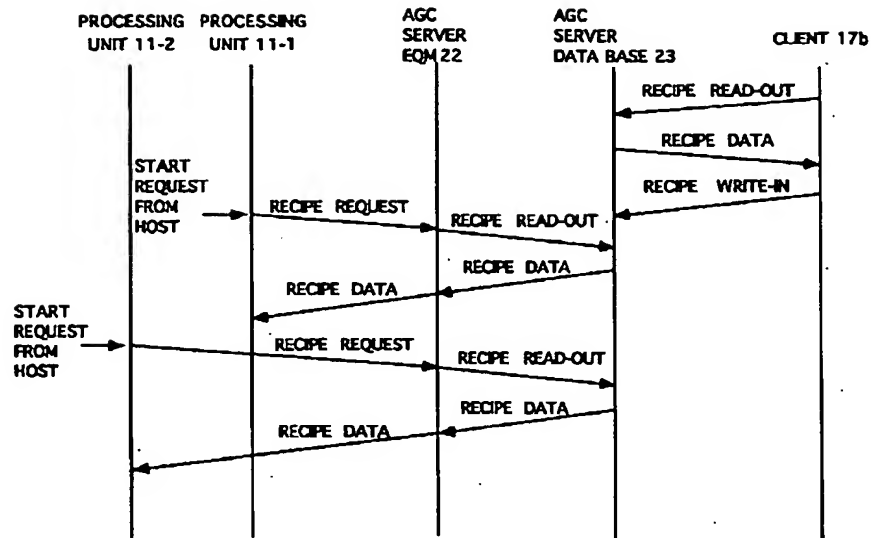 PROCESSING
UNIT 11-2
PROCESSING
UNIT 11-1
AGC
SERVER
EQM 22
AGC
SERVER
DATA BASE 23
CLIENT 17b
RECIPE READ-OUT
RECIPE DATA
RECIPE WRITE-IN
START
REQUEST
FROM
HOST
RECIPE REQUEST
RECIPE READ-OUT
RECIPE DATA
RECIPE DATA
START
REQUEST
FROM
HOST
RECIPE REQUEST
RECIPE READ-OUT
RECIPE DATA
RECIPE DATA